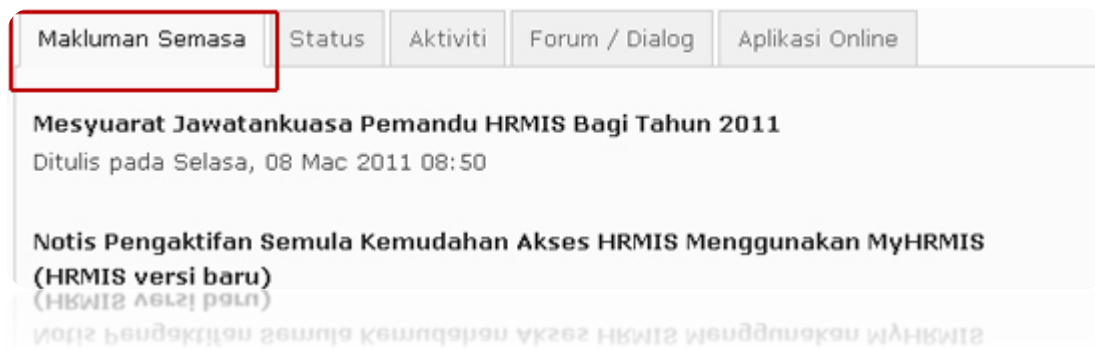 Makluman Semasa Status Aktiviti Forum / Dialog Aplikasi Online
Mesyuarat Jawatankuasa Pemandu HRMIS Bagi Tahun 2011
Ditulis pada Selasa, 08 Mac 2011 08:50
Notis Pengaktifan Semula Kemudahan Akses HRMIS Menggunakan MyHRMIS
(HRMIS versi baru)